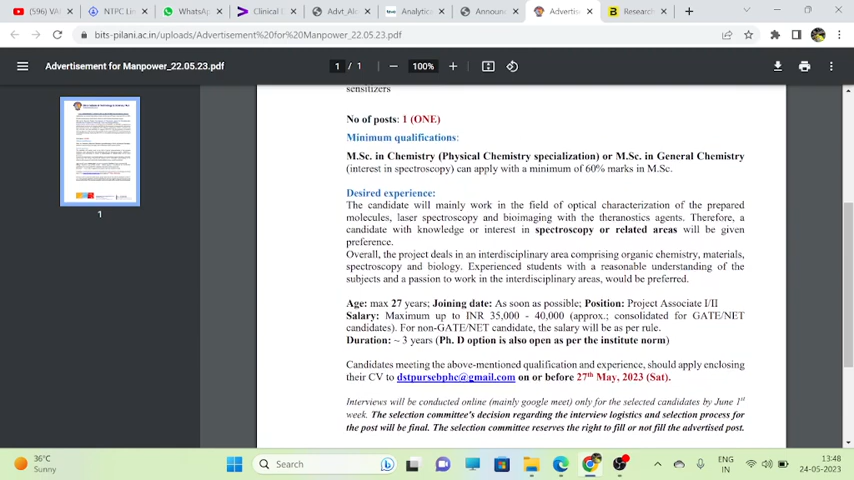 (596) VA
NTPC Lin
WhatsAp
Clinical D
Advt_Alc
Analytice
Announc
Advertise
Research
bits-pilani.ac.in/uploads/Advertisement%20for%20Manpower_22.05.23.pdf
Advertisement for Manpower_22.05.23.pdf
1 / 1
100%
sensitizers
No of posts: 1 (ONE)
Minimum qualifications:
M.Sc. in Chemistry (Physical Chemistry specialization) or M.Sc. in General Chemistry
(interest in spectroscopy) can apply with a minimum of 60% marks in M.Sc.
Desired experience:
The candidate will mainly work in the field of optical characterization of the prepared
molecules, laser spectroscopy and bioimaging with the theranostics agents. Therefore, a
candidate with knowledge or interest in spectroscopy or related areas will be given
preference.
Overall, the project deals in an interdisciplinary area comprising organic chemistry, materials,
spectroscopy and biology. Experienced students with a reasonable understanding of the
subjects and a passion to work in the interdisciplinary areas, would be preferred.
Age: max 27 years; Joining date: As soon as possible; Position: Project Associate I/II
Salary: Maximum up to INR 35,000 - 40,000 (approx.; consolidated for GATE/NET
candidates). For non-GATE/NET candidate, the salary will be as per rule.
Duration: ~ 3 years (Ph. D option is also open as per the institute norm)
Candidates meeting the above-mentioned qualification and experience, should apply enclosing
their CV to dstpursebphc@gmail.com on or before 27th May, 2023 (Sat).
Interviews will be conducted online (mainly google meet) only for the selected candidates by June 1st
week. The selection committee's decision regarding the interview logistics and selection process for
the post will be final. The selection committee reserves the right to fill or not fill the advertised post.
1
36°C
Sunny
Search
ENG
IN
13:48
24-05-2023